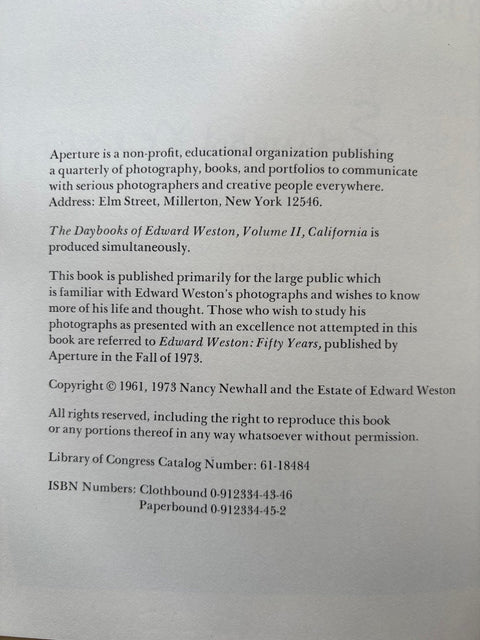 Aperture is a non-profit, educational organization publishing
a quarterly of photography, books, and portfolios to communicate
with serious photographers and creative people everywhere.
Address: Elm Street, Millerton, New York 12546.
The Daybooks of Edward Weston, Volume II, California is
produced simultaneously.
This book is published primarily for the large public which
is familiar with Edward Weston's photographs and wishes to know
more of his life and thought. Those who wish to study his
photographs as presented with an excellence not attempted in this
book are referred to Edward Weston: Fifty Years, published by
Aperture in the Fall of 1973.
Copyright © 1961, 1973 Nancy Newhall and the Estate of Edward Weston
All rights reserved, including the right to reproduce this book
or any portions thereof in any way whatsoever without permission.
Library of Congress Catalog Number: 61-18484
ISBN Numbers: Clothbound 0-912334-43-46
Paperbound 0-912334-45-2